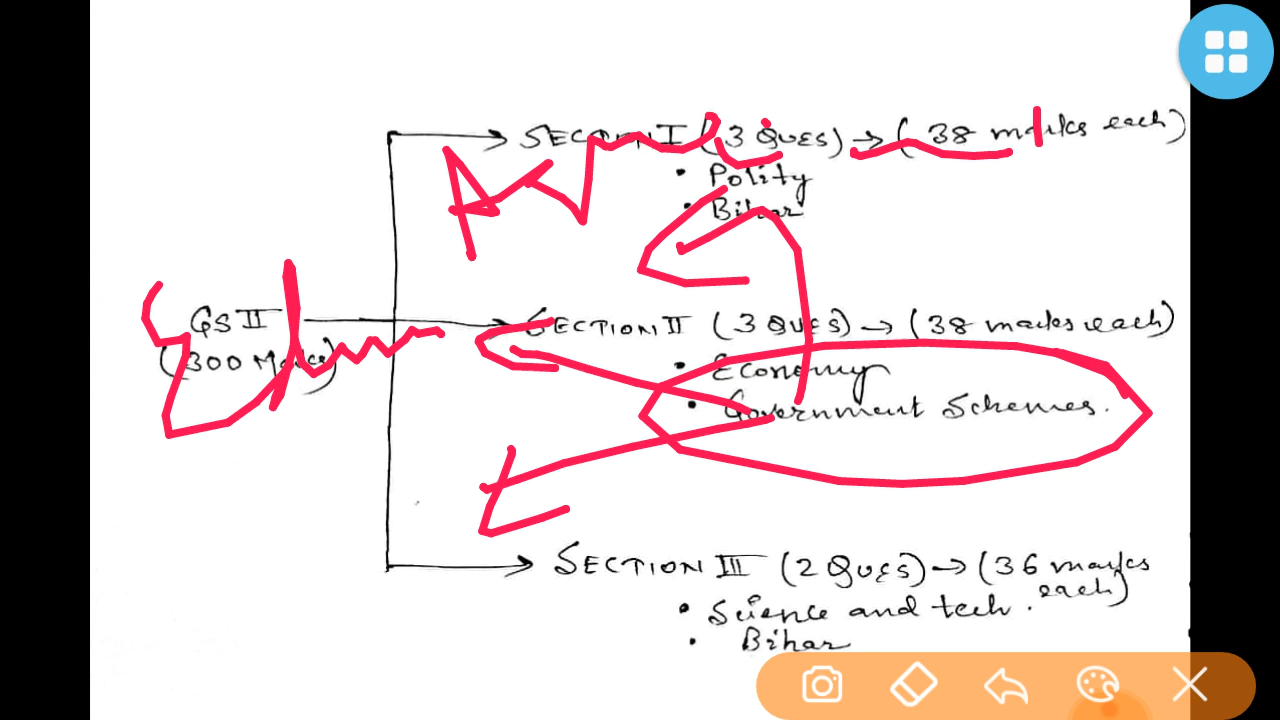 SECTION I (3 Ques) → (38 marks each)
• Polity
• Bihar
GS II
(300 Marks)
SECTION II (3 Ques) → (38 marks each)
• Economy
• Government Schemes.
SECTION III (2 Ques) → (36 marks each)
• Science and tech.
• Bihar